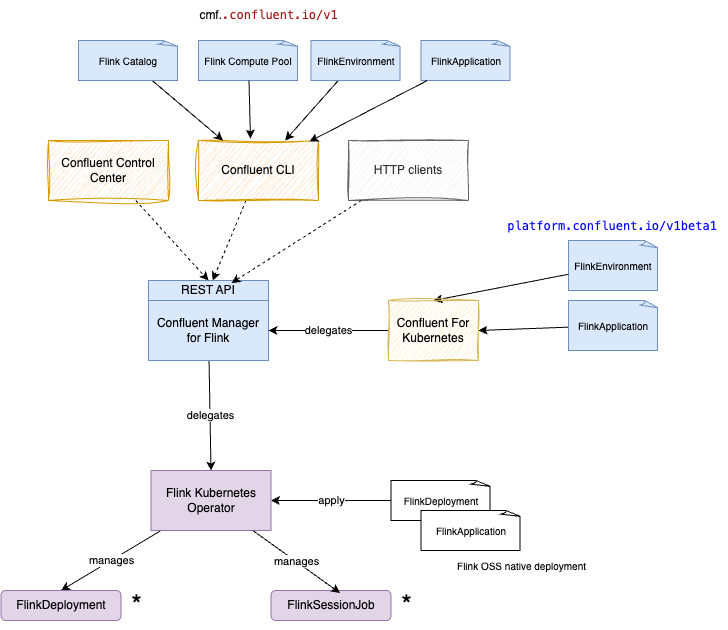 cmf..confluent.io/v1
Flink Catalog
Flink Compute Pool
FlinkEnvironment
FlinkApplication
Confluent Control
Center
Confluent CLI
HTTP clients
platform.confluent.io/v1beta1
FlinkEnvironment
REST API
Confluent Manager
for Flink
delegates
Confluent For
Kubernetes
FlinkApplication
delegates
Flink Kubernetes
Operator
apply
FlinkDeployment
FlinkApplication
Flink OSS native deployment
manages
manages
FlinkDeployment
*
FlinkSessionJob
*